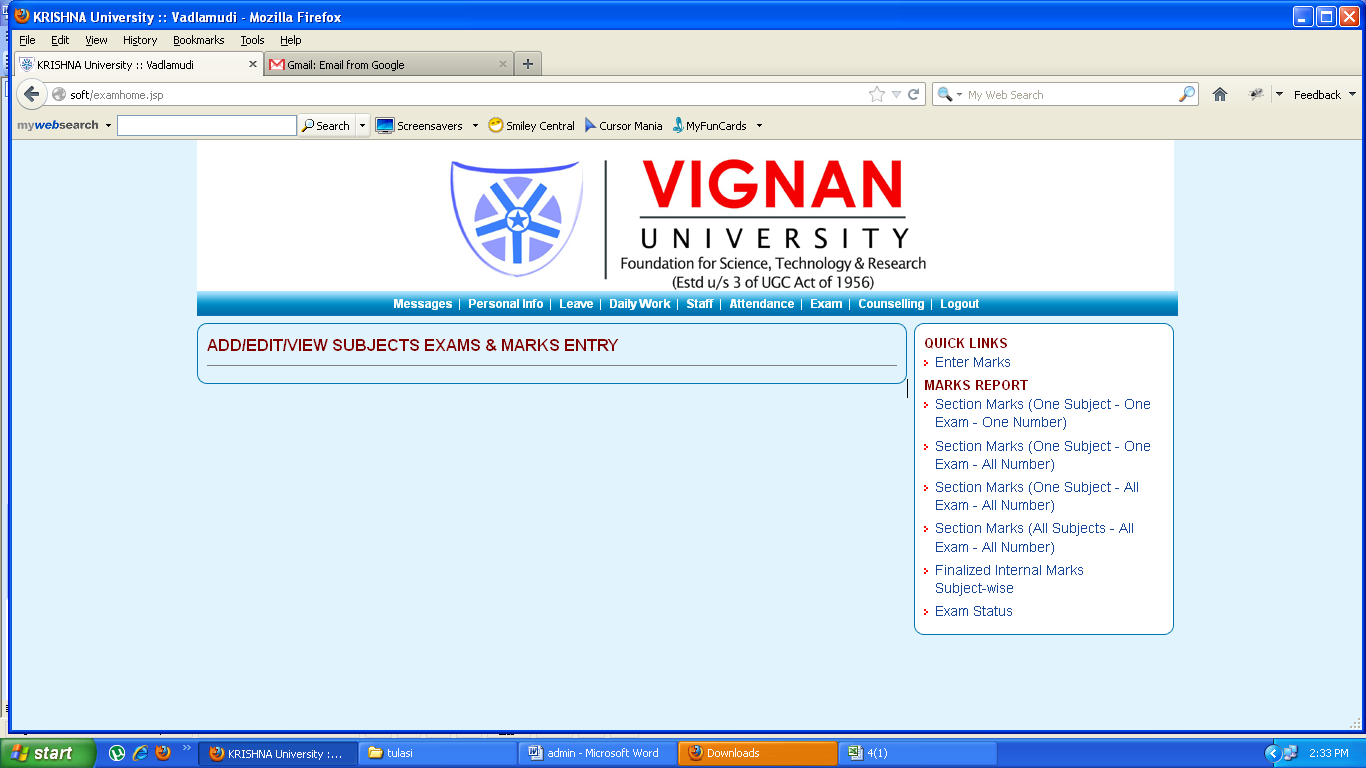 KRISHNA University :: Vadlamudi - Mozilla Firefox
File Edit View History Bookmarks Tools Help
KRISHNA University :: Vadlamudi Gmail: Email from Google
soft/examhome.jsp My Web Search Feedback
mywebsearch Search Screensavers Smiley Central Cursor Mania MyFunCards
VIGNAN
UNIVERSITY
Foundation for Science, Technology & Research
(Estd u/s 3 of UGC Act of 1956)
Messages | Personal Info | Leave | Daily Work | Staff | Attendance | Exam | Counselling | Logout
ADD/EDIT/VIEW SUBJECTS EXAMS & MARKS ENTRY
QUICK LINKS
Enter Marks
MARKS REPORT
Section Marks (One Subject - One
Exam - One Number)
Section Marks (One Subject - One
Exam - All Number)
Section Marks (One Subject - All
Exam - All Number)
Section Marks (All Subjects - All
Exam - All Number)
Finalized Internal Marks
Subject-wise
Exam Status
start KRISHNA University :... tulasi admin - Microsoft Word Downloads 4(1) 2:33 PM